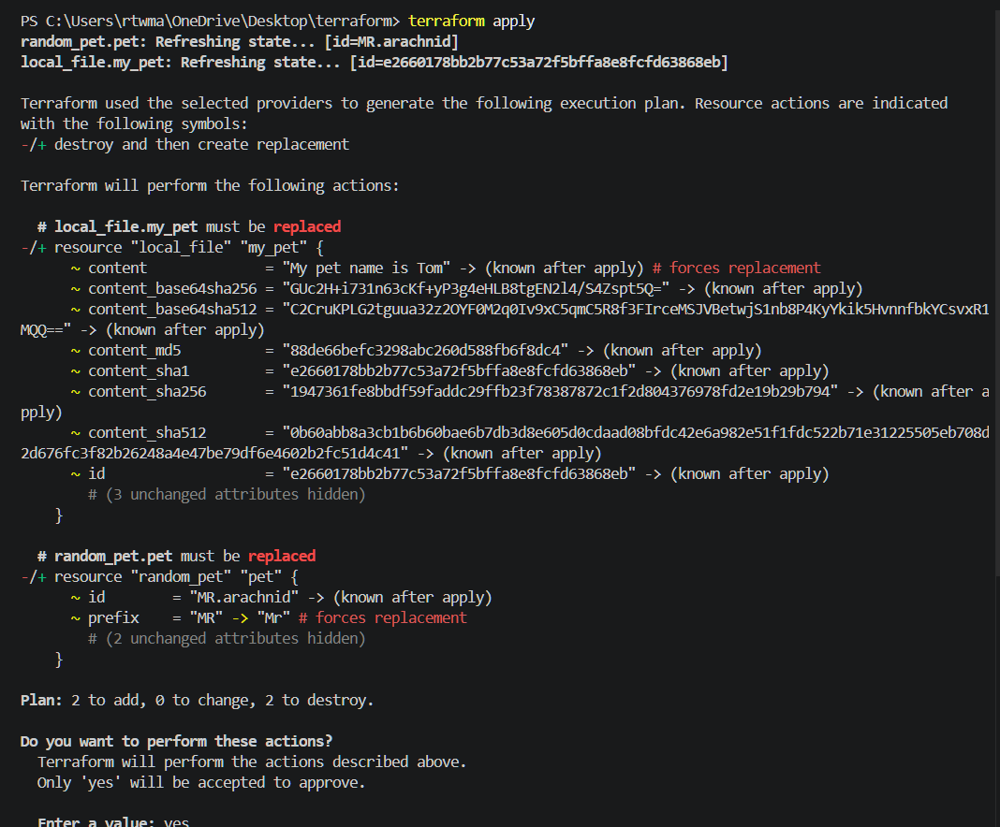 PS C:\Users\rtwma\OneDrive\Desktop\terraform> terraform apply
random_pet.pet: Refreshing state... [id=MR.arachnid]
local_file.my_pet: Refreshing state... [id=e2660178bb2b77c53a72f5bffa8e8fcfd63868eb]

Terraform used the selected providers to generate the following execution plan. Resource actions are indicated
with the following symbols:
-/+ destroy and then create replacement

Terraform will perform the following actions:

  # local_file.my_pet must be replaced
-/+ resource "local_file" "my_pet" {
      ~ content              = "My pet name is Tom" -> (known after apply) # forces replacement
      ~ content_base64sha256 = "GUc2H+i731n63cKf+yP3g4eHLB8tgEN2l4/S4Zspt5Q=" -> (known after apply)
      ~ content_base64sha512 = "C2CruKPLG2tguua32z2OYF0M2q0Iv9xC5qmC5R8f3FIrceMSJVBetwjS1nb8P4KyYkik5HvnnfbkYCsvxR1
MQQ==" -> (known after apply)
      ~ content_md5          = "88de66befc3298abc260d588fb6f8dc4" -> (known after apply)
      ~ content_sha1         = "e2660178bb2b77c53a72f5bffa8e8fcfd63868eb" -> (known after apply)
      ~ content_sha256       = "1947361fe8bbdf59faddc29ffb23f78387872c1f2d804376978fd2e19b29b794" -> (known after a
pply)
      ~ content_sha512       = "0b60abb8a3cb1b6b60bae6b7db3d8e605d0cdaad08bfdc42e6a982e51f1fdc522b71e31225505eb708d
2d676fc3f82b26248a4e47be79df6e4602b2fc51d4c41" -> (known after apply)
      ~ id                   = "e2660178bb2b77c53a72f5bffa8e8fcfd63868eb" -> (known after apply)
        # (3 unchanged attributes hidden)
    }

  # random_pet.pet must be replaced
-/+ resource "random_pet" "pet" {
      ~ id        = "MR.arachnid" -> (known after apply)
      ~ prefix    = "MR" -> "Mr" # forces replacement
        # (2 unchanged attributes hidden)
    }

Plan: 2 to add, 0 to change, 2 to destroy.

Do you want to perform these actions?
  Terraform will perform the actions described above.
  Only 'yes' will be accepted to approve.

  Enter a value: yes